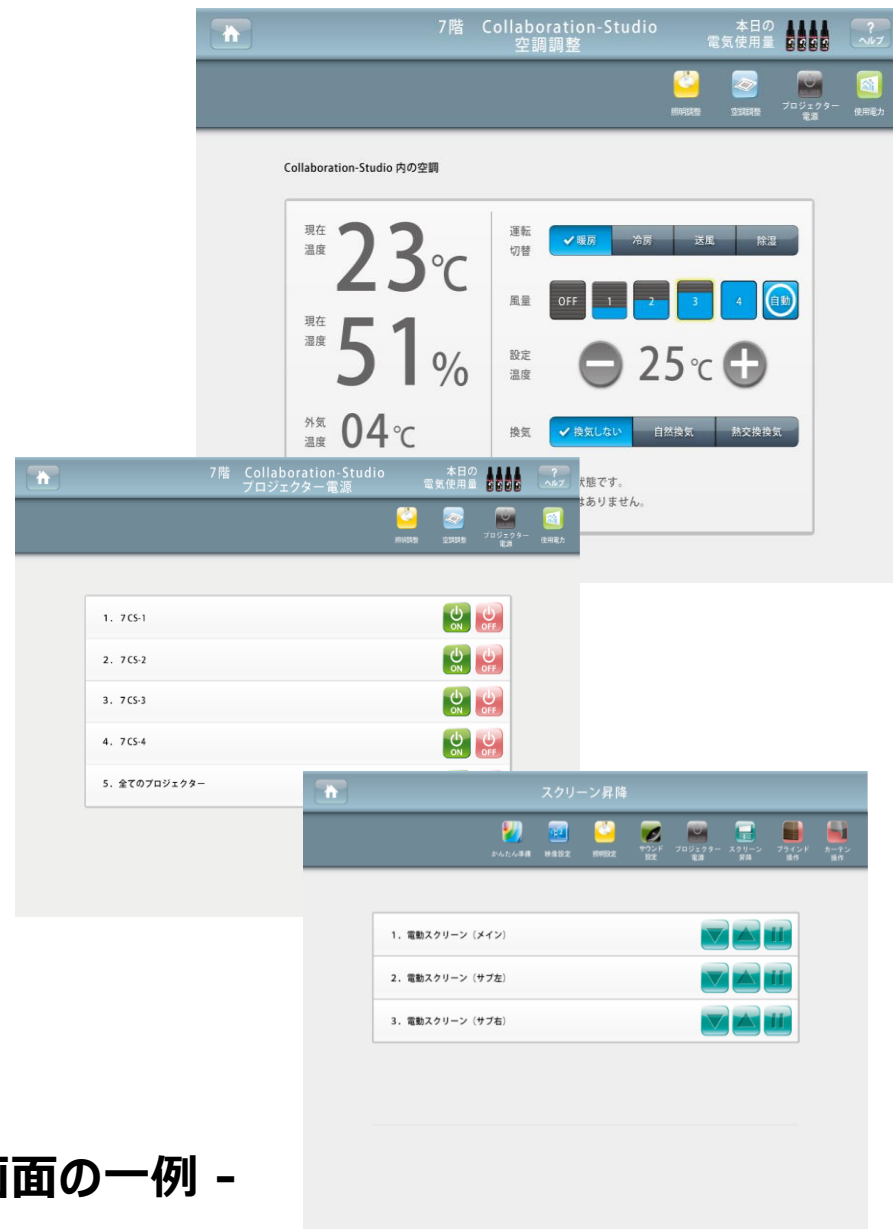 7階 Collaboration-Studio
空調調整
本日の
電気使用量
?
ヘルプ
照明調整
空調調整
プロジェクター
電源
使用電力
Collaboration-Studio 内の空調
現在
温度
23℃
現在
湿度
51%
外気
温度
04℃
運転
切替
✔暖房
冷房
送風
除湿
風量
OFF
1
2
3
4
自動
設定
温度
25℃
換気
✔換気しない
自然換気
熱交換換気
状態です。
はありません。
7階 Collaboration-Studio
プロジェクター電源
本日の
電気使用量
?
ヘルプ
照明調整
空調調整
プロジェクター
電源
使用電力
1. 7CS-1
ON
OFF
2. 7CS-2
ON
OFF
3. 7CS-3
ON
OFF
4. 7CS-4
ON
OFF
5. 全てのプロジェクター
スクリーン昇降
かんたん準備
映像設定
照明設定
サウンド
設定
プロジェクター
電源
スクリーン
昇降
ブラインド
操作
カーテン
操作
1. 電動スクリーン (メイン)
2. 電動スクリーン (サブ左)
3. 電動スクリーン (サブ右)
画面の一例 -